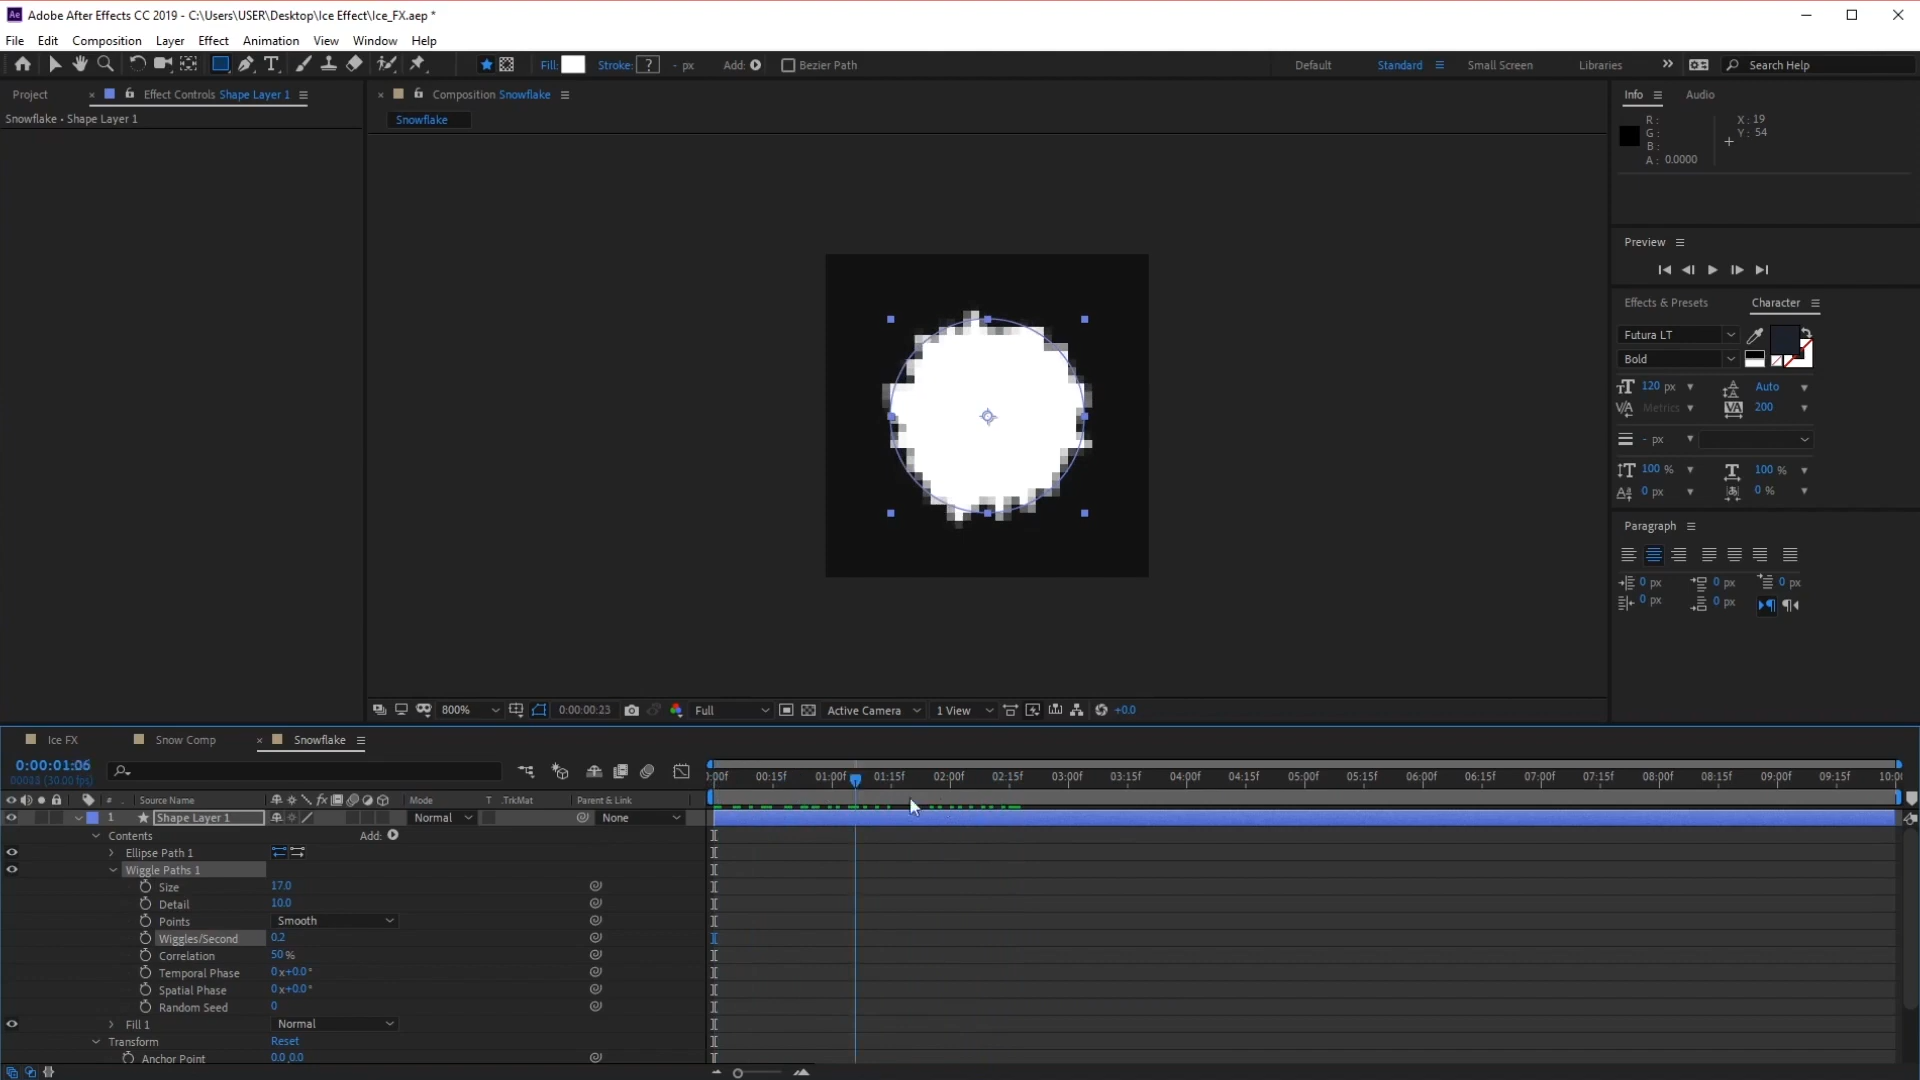 Adobe After Effects CC 2019 - C:\Users\USER\Desktop\Ice Effect\Ice_FX.aep *
File Edit Composition Layer Effect Animation View Window Help
Fill: Stroke: ? - px Add: Bezier Path Default Standard Small Screen Libraries Search Help
Project Effect Controls Shape Layer 1 Composition Snowflake Info Audio
Snowflake • Shape Layer 1
Snowflake
R: X: 19
G: Y: 54
B:
A: 0.0000
Preview
Effects & Presets Character
Futura LT
Bold
120 px Auto
Metrics 200
- px
100 % 100 %
0 px 0 %
Paragraph
0 px 0 px 0 px
0 px 0 px
800% 0:00:00:23 Full Active Camera 1 View +0.0
Ice FX Snow Comp Snowflake
0:00:01:06
(30.00 fps)
:00f 00:15f 01:00f 01:15f 02:00f 02:15f 03:00f 03:15f 04:00f 04:15f 05:00f 05:15f 06:00f 06:15f 07:00f 07:15f 08:00f 08:15f 09:00f 09:15f 10:0
# Source Name Mode T .TrkMat Parent & Link
1 Shape Layer 1 Normal None
Contents Add:
Ellipse Path 1
Wiggle Paths 1
Size 17.0
Detail 10.0
Points Smooth
Wiggles/Second 0.2
Correlation 50 %
Temporal Phase 0 x+0.0 °
Spatial Phase 0 x+0.0 °
Random Seed 0
Fill 1 Normal
Transform Reset
Anchor Point 0.0,0.0